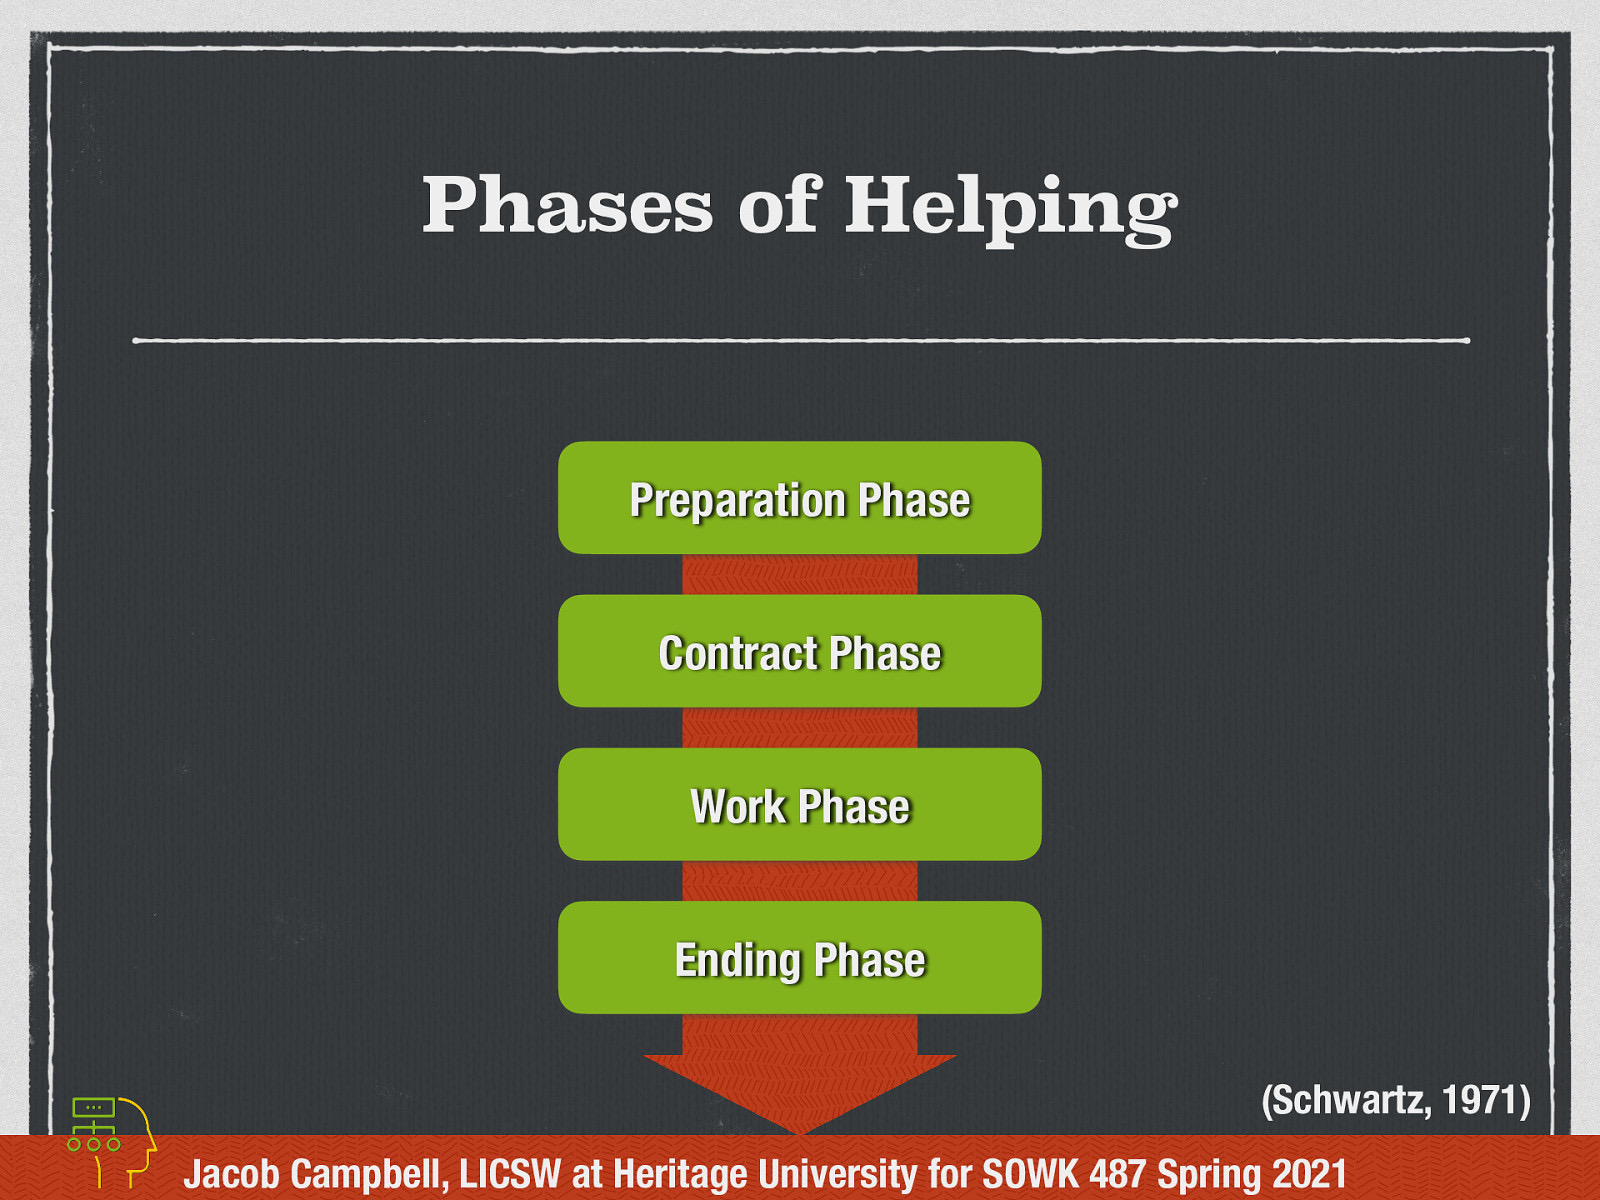 Phases of Helping
Preparation Phase
Contract Phase
Work Phase
Ending Phase
(Schwartz, 1971)
Jacob Campbell, LICSW at Heritage University for SOWK 487 Spring 2021